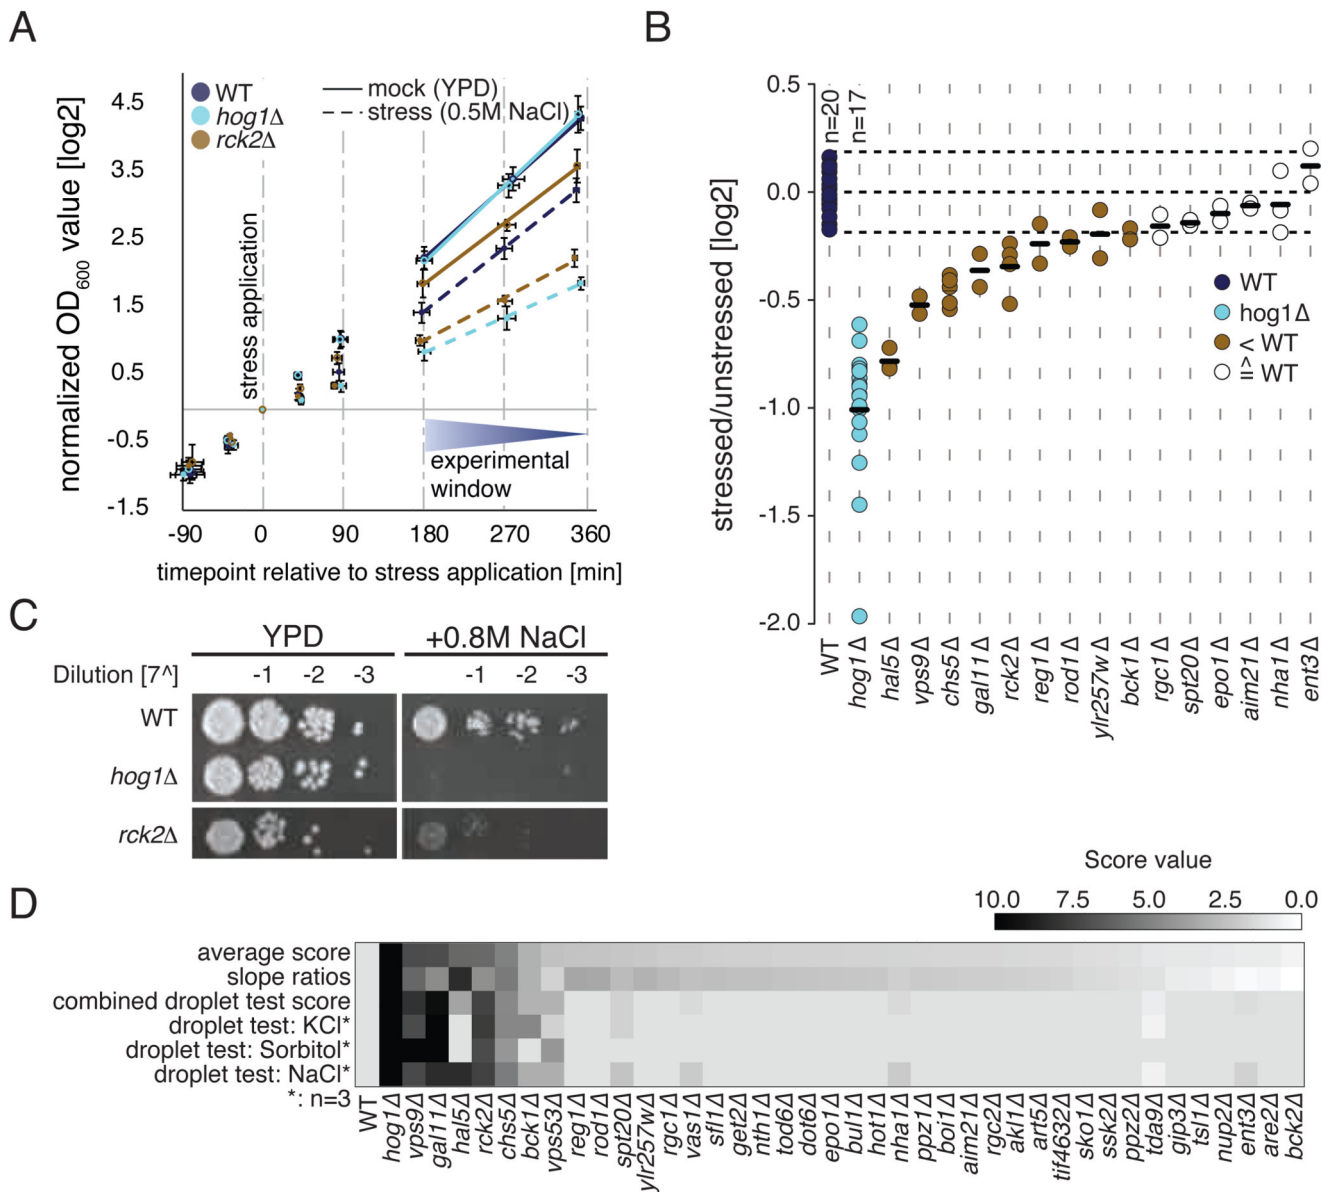 A
normalized OD600 value [log2]
4.5
3.5
2.5
1.5
0.5
-0.5
-1.5
WT
hog1Δ
rck2Δ
mock (YPD)
stress (0.5M NaCl)
stress application
experimental
window
-90 0 90 180 270 360
timepoint relative to stress application [min]
B
stressed/unstressed [log2]
0.5
0.0
-0.5
-1.0
-1.5
-2.0
n=20
n=17
WT
hog1Δ
< WT
≙ WT
WT hog1Δ hal5Δ vps9Δ chs5Δ gal11Δ rck2Δ reg1Δ rod1Δ ylr257wΔ bck1Δ rgc1Δ spt20Δ epo1Δ aim21Δ nha1Δ ent3Δ
C
YPD +0.8M NaCl
Dilution [7^] -1 -2 -3 -1 -2 -3
WT
hog1Δ
rck2Δ
D
Score value
10.0 7.5 5.0 2.5 0.0
average score
slope ratios
combined droplet test score
droplet test: KCl*
droplet test: Sorbitol*
droplet test: NaCl*
*: n=3
WT hog1Δ vps9Δ gal11Δ hal5Δ rck2Δ chs5Δ bck1Δ vps53Δ reg1Δ rod1Δ spt20Δ ylr257wΔ rgc1Δ vas1Δ sfl1Δ get2Δ nth1Δ tod6Δ dot6Δ epo1Δ bul1Δ hot1Δ nha1Δ ppz1Δ boi1Δ aim21Δ rgc2Δ akl1Δ art5Δ tif4632Δ sko1Δ ssk2Δ ppz2Δ tda9Δ gip3Δ tsl1Δ nup2Δ ent3Δ are2Δ bck2Δ